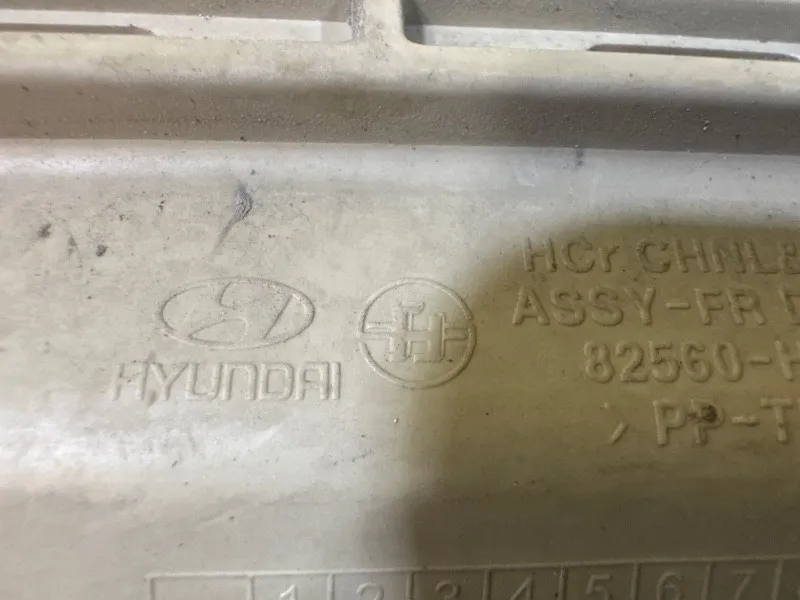 HYUNDAI
HCr CHNL&
ASSY-FR D
82560-H
> PP-T
1 2 3 4 5 6 7